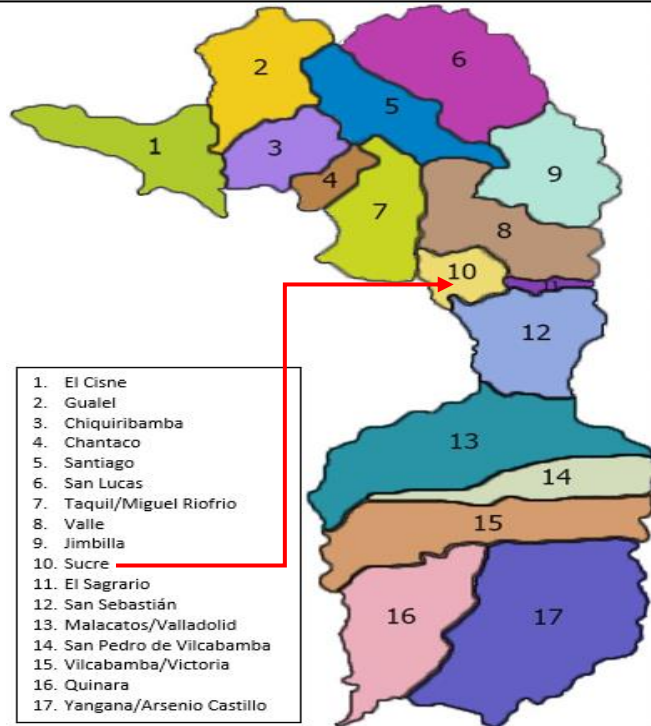 2
6
5
1
3
4
9
7
8
10
11
12
1. El Cisne
2. Gualel
3. Chiquiribamba
4. Chantaco
5. Santiago
6. San Lucas
7. Taquil/Miguel Riofrio
8. Valle
9. Jimbilla
10. Sucre
11. El Sagrario
12. San Sebastián
13. Malacatos/Valladolid
14. San Pedro de Vilcabamba
15. Vilcabamba/Victoria
16. Quinara
17. Yangana/Arsenio Castillo
13
14
15
16
17